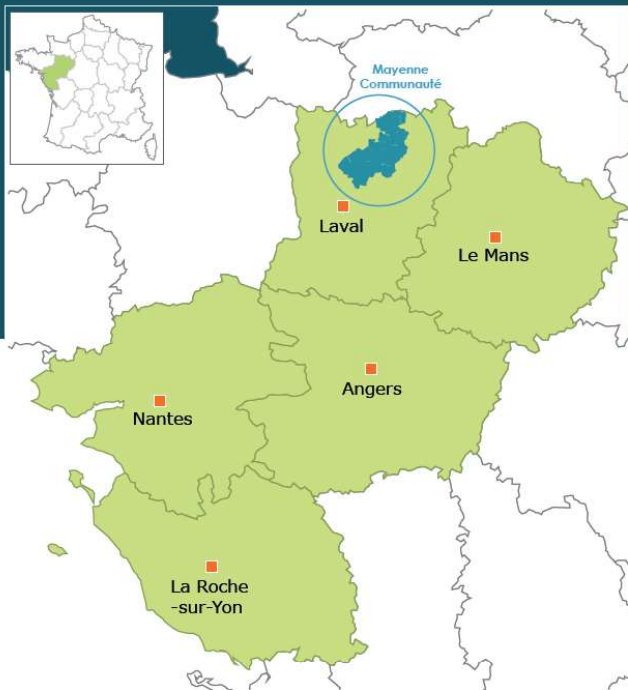 Mayenne
Communauté
Laval
Le Mans
Angers
Nantes
La Roche
-sur-Yon